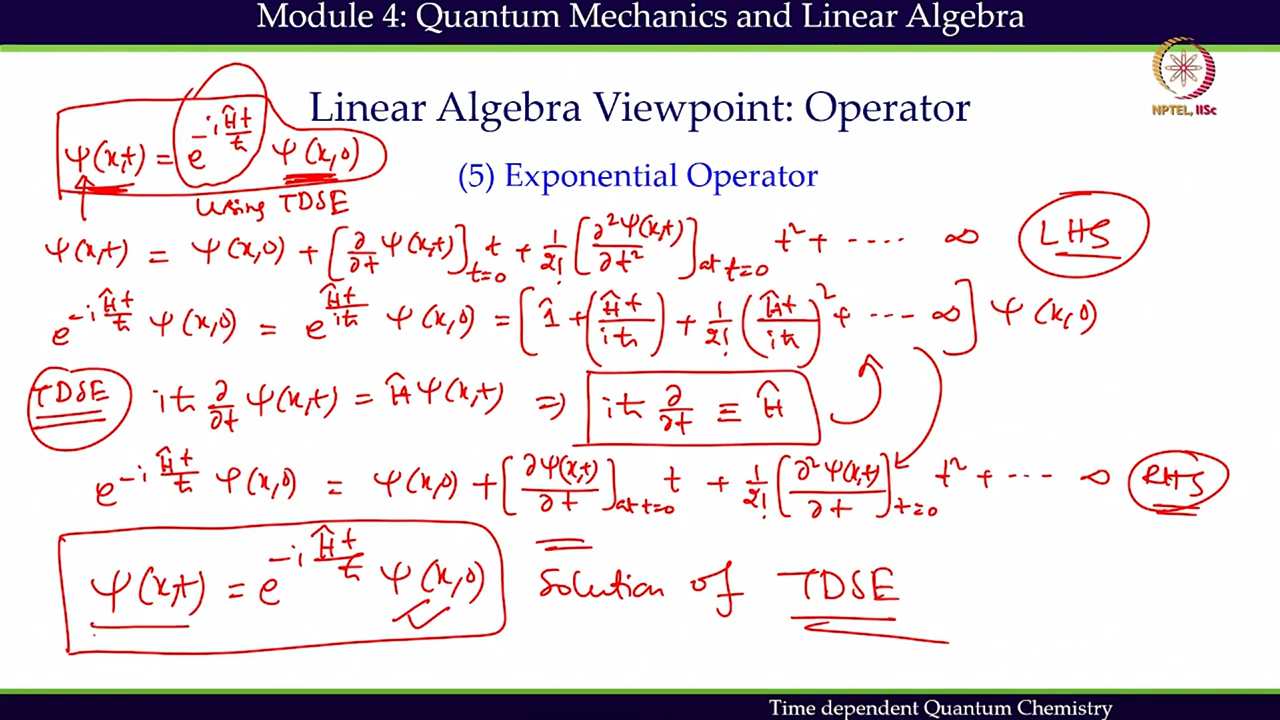 Module 4: Quantum Mechanics and Linear Algebra
NPTEL, IISc
Linear Algebra Viewpoint: Operator
(5) Exponential Operator
ψ(x,t) = e^{-iĤt/ħ} ψ(x,0)
using TDSE
ψ(x,t) = ψ(x,0) + [∂/∂t ψ(x,t)]_{t=0} t + 1/2! [∂²ψ(x,t)/∂t²]_{at t=0} t² + ---- ∞ LHS
e^{-iĤt/ħ} ψ(x,0) = e^{Ĥt/iħ} ψ(x,0) = [1̂ + (Ĥt/iħ) + 1/2! (Ĥt/iħ)² + ---- ∞] ψ(x,0)
TDSE iħ ∂/∂t ψ(x,t) = Ĥψ(x,t) ⇒ iħ ∂/∂t ≡ Ĥ
e^{-iĤt/ħ} ψ(x,0) = ψ(x,0) + [∂ψ(x,t)/∂t]_{at t=0} t + 1/2! [∂²ψ(x,t)/∂t]_{t=0} t² + --- ∞ RHS
ψ(x,t) = e^{-iĤt/ħ} ψ(x,0) Solution of TDSE
Time dependent Quantum Chemistry